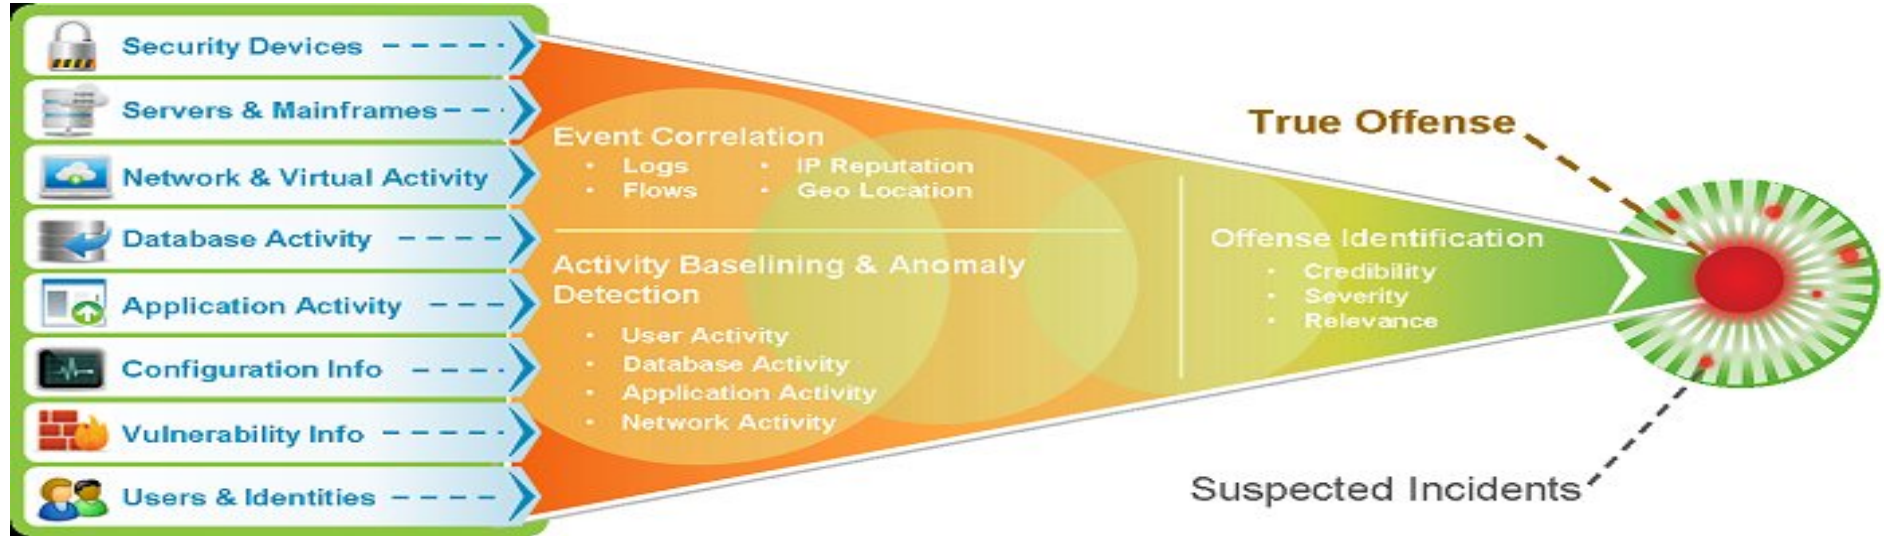 Security Devices
Servers & Mainframes
Network & Virtual Activity
Database Activity
Application Activity
Configuration Info
Vulnerability Info
Users & Identities
Event Correlation
• Logs • IP Reputation
• Flows • Geo Location
Activity Baselining & Anomaly
Detection
• User Activity
• Database Activity
• Application Activity
• Network Activity
Offense Identification
• Credibility
• Severity
• Relevance
True Offense
Suspected Incidents